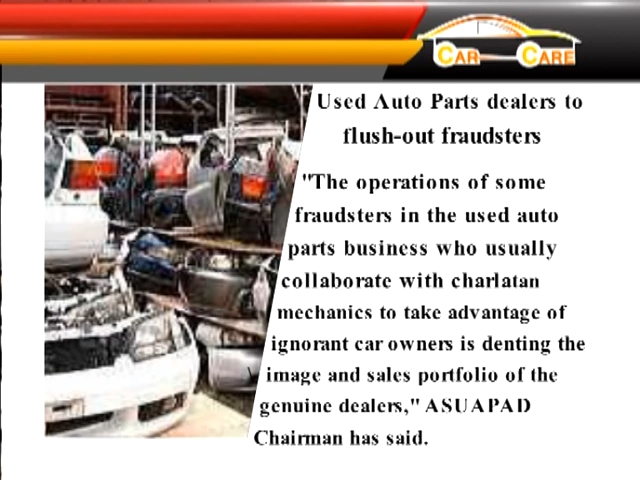 CAR CARE
Used Auto Parts dealers to
flush-out fraudsters
"The operations of some
fraudsters in the used auto
parts business who usually
collaborate with charlatan
mechanics to take advantage of
ignorant car owners is denting the
image and sales portfolio of the
genuine dealers," ASUAPAD
Chairman has said.